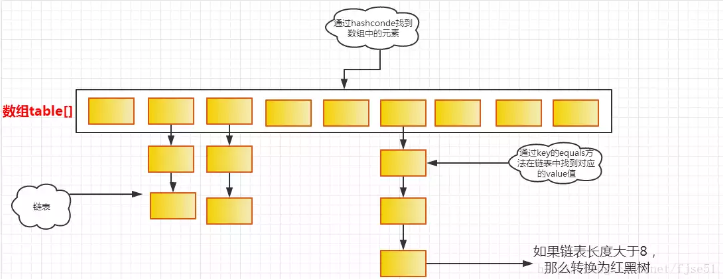 通过hashconde找到
数组中的元素
数组table[]
通过key的equals方
法在链表中找到对应
的value值
链表
如果链表长度大于8，
那么转换为红黑树